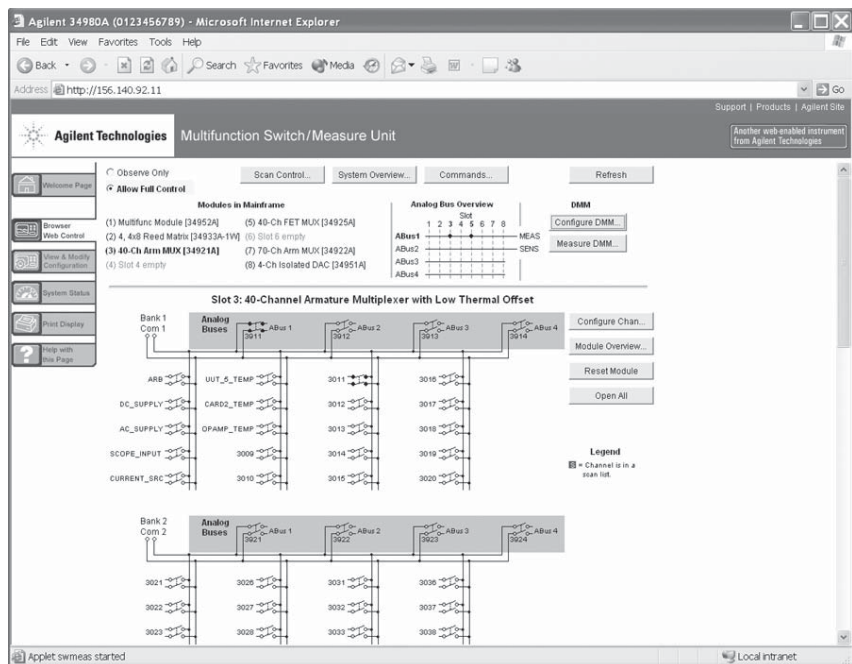 Agilent 34980A (0123456789) - Microsoft Internet Explorer
File Edit View Favorites Tools Help
Back Search Favorites Media
Address http://156.140.92.11 Go
Support | Products | Agilent Site
Agilent Technologies Multifunction Switch/Measure Unit
Another web-enabled instrument
from Agilent Technologies
Welcome Page
Browser
Web Control
View & Modify
Configuration
System Status
Print Display
Help with
this Page
Observe Only
Allow Full Control
Scan Control... System Overview... Commands... Refresh
Modules in Mainframe
(1) Multifunc Module [34952A] (5) 40-Ch FET MUX [34925A]
(2) 4, 4x8 Reed Matrix [34933A-1W] (6) Slot 6 empty
(3) 40-Ch Arm MUX [34921A] (7) 70-Ch Arm MUX [34922A]
(4) Slot 4 empty (8) 4-Ch Isolated DAC [34951A]
Analog Bus Overview
Slot
1 2 3 4 5 6 7 8
ABus1 MEAS
ABus2 SENS
ABus3
ABus4
DMM
Configure DMM...
Measure DMM...
Slot 3: 40-Channel Armature Multiplexer with Low Thermal Offset
Bank 1
Com 1
Analog
Buses
ABus 1 ABus 2 ABus 3 ABus 4
3911 3912 3913 3914
ARB UUT_5_TEMP 3011 3016
DC_SUPPLY CARD2_TEMP 3012 3017
AC_SUPPLY OPAMP_TEMP 3013 3018
SCOPE_INPUT 3009 3014 3019
CURRENT_SRC 3010 3015 3020
Configure Chan...
Module Overview...
Reset Module
Open All
Legend
S = Channel is in a
scan list.
Bank 2
Com 2
Analog
Buses
ABus 1 ABus 2 ABus 3 ABus 4
3921 3922 3923 3924
3021 3026 3031 3036
3022 3027 3032 3037
3023 3028 3033 3038
Applet swmeas started Local intranet